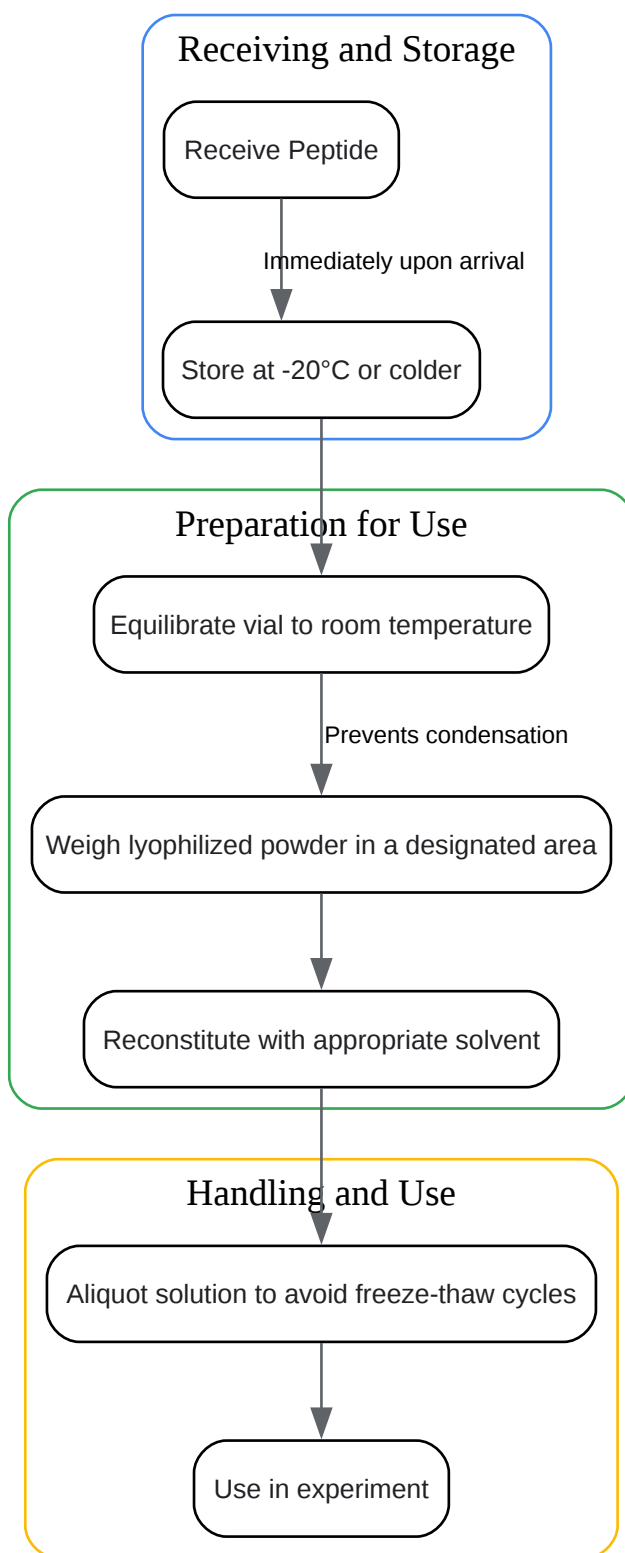 Receiving and Storage
Receive Peptide
Immediately upon arrival
Store at -20°C or colder
Preparation for Use
Equilibrate vial to room temperature
Prevents condensation
Weigh lyophilized powder in a designated area
Reconstitute with appropriate solvent
Handling and Use
Aliquot solution to avoid freeze-thaw cycles
Use in experiment